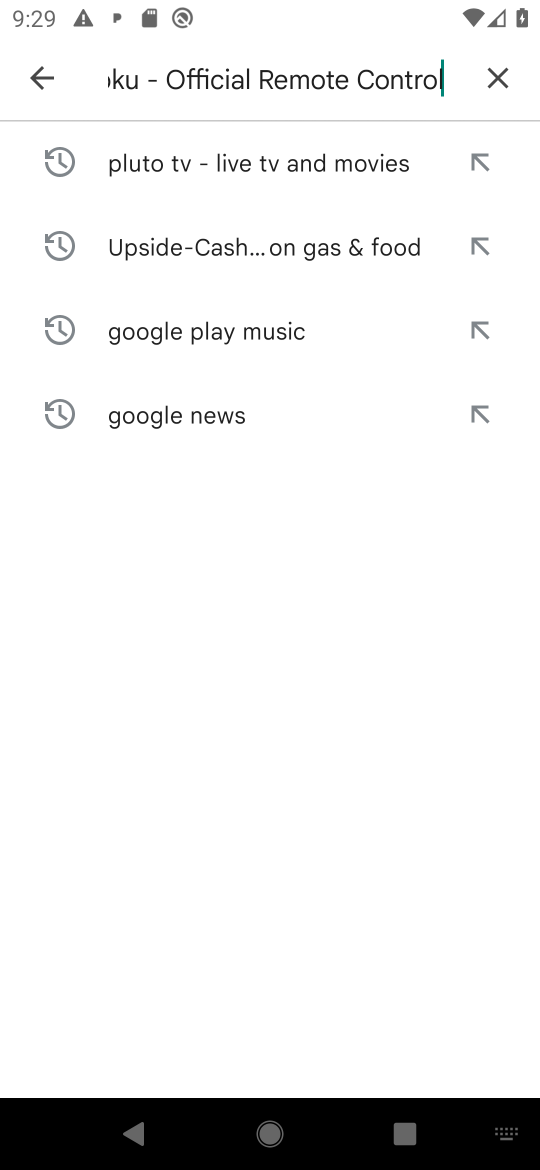 9:29
oku - Official Remote Control
pluto tv - live tv and movies
Upside-Cash... on gas & food
google play music
google news